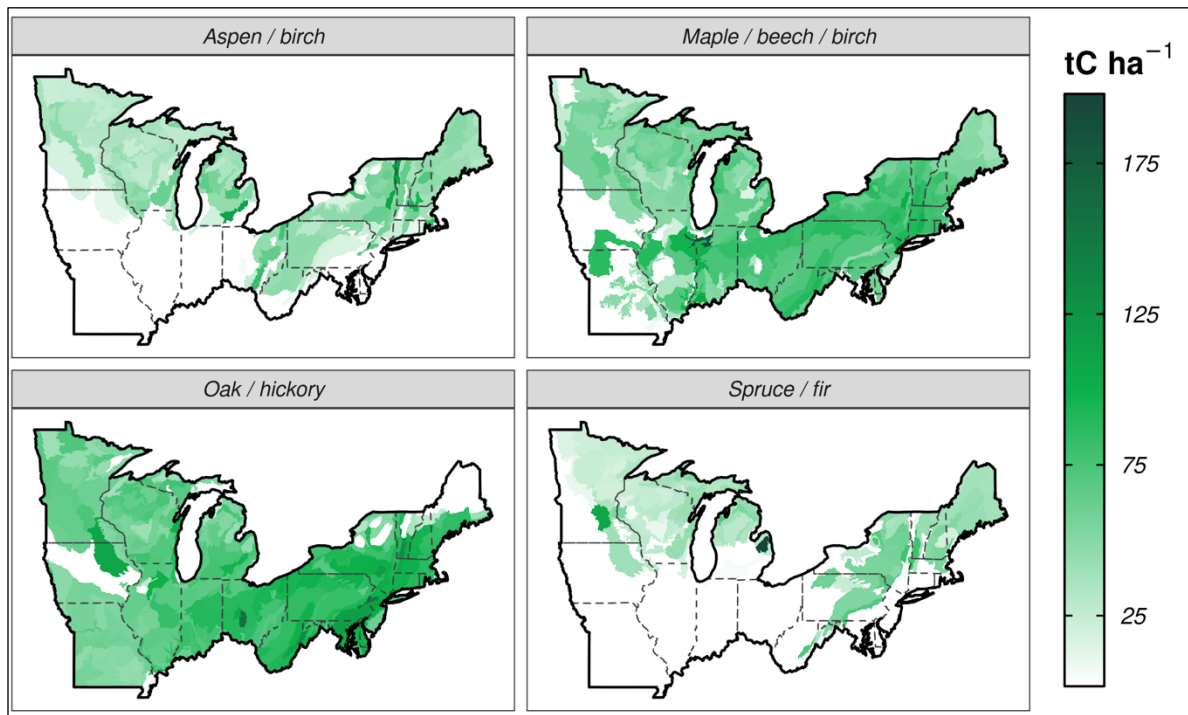 Aspen / birch
Maple / beech / birch
tC ha⁻¹
175
125
75
25
Oak / hickory
Spruce / fir